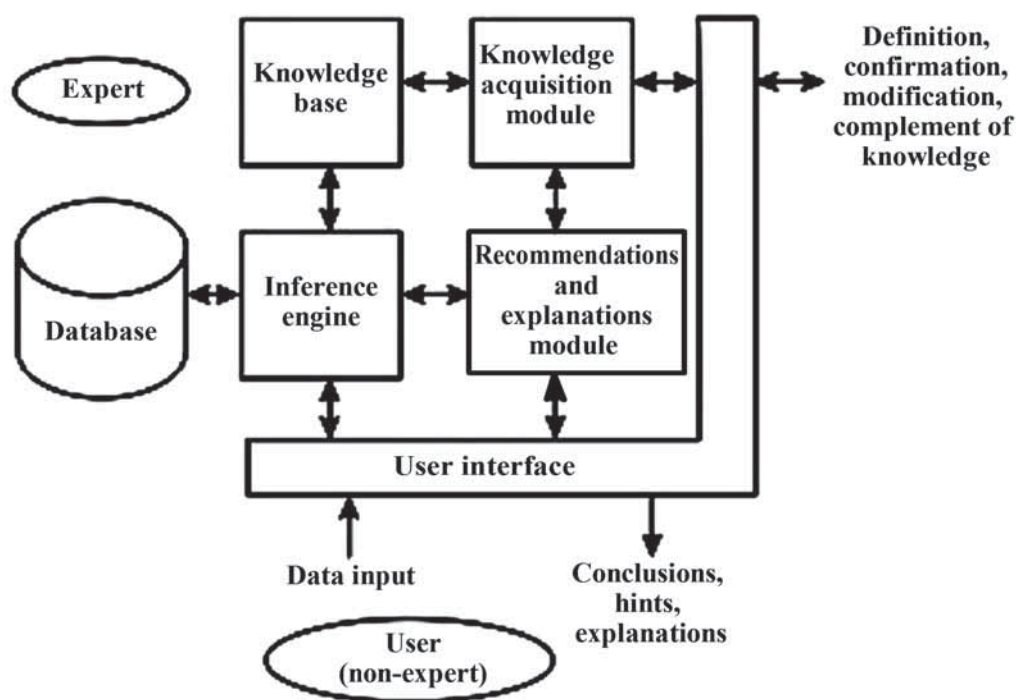 Expert
Knowledge
base
Knowledge
acquisition
module
Definition,
confirmation,
modification,
complement of
knowledge
Database
Inference
engine
Recommendations
and
explanations
module
User interface
Data input
Conclusions,
hints,
explanations
User
(non-expert)